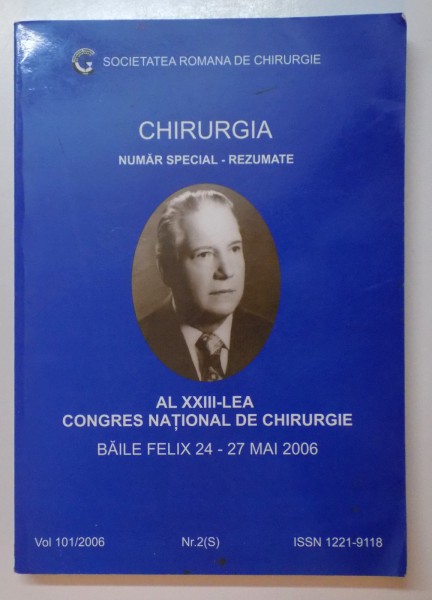 SOCIETATEA ROMANA DE CHIRURGIE
CHIRURGIA
NUMĂR SPECIAL - REZUMATE
AL XXIII-LEA
CONGRES NAȚIONAL DE CHIRURGIE
BĂILE FELIX 24 - 27 MAI 2006
Vol 101/2006 Nr.2(S) ISSN 1221-9118